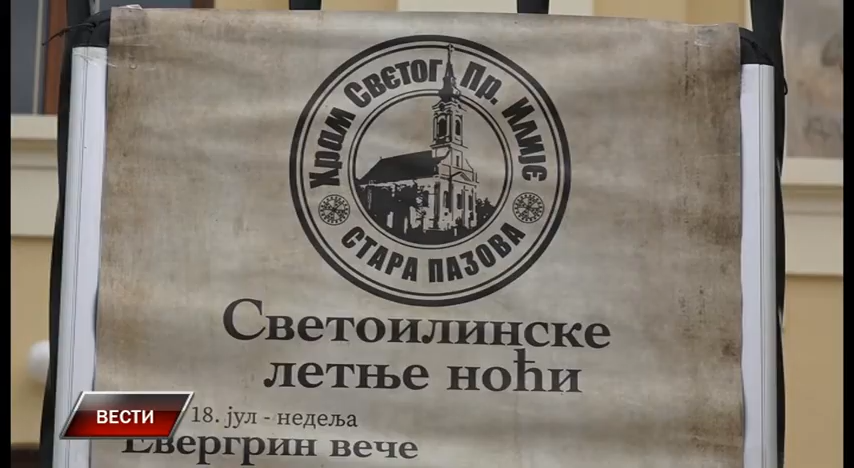 Храм Светог Пр. Илије
СТАРА ПАЗОВА
Светоилинске
летње ноћи
18. јул - недеља
Евергрин вече
ВЕСТИ